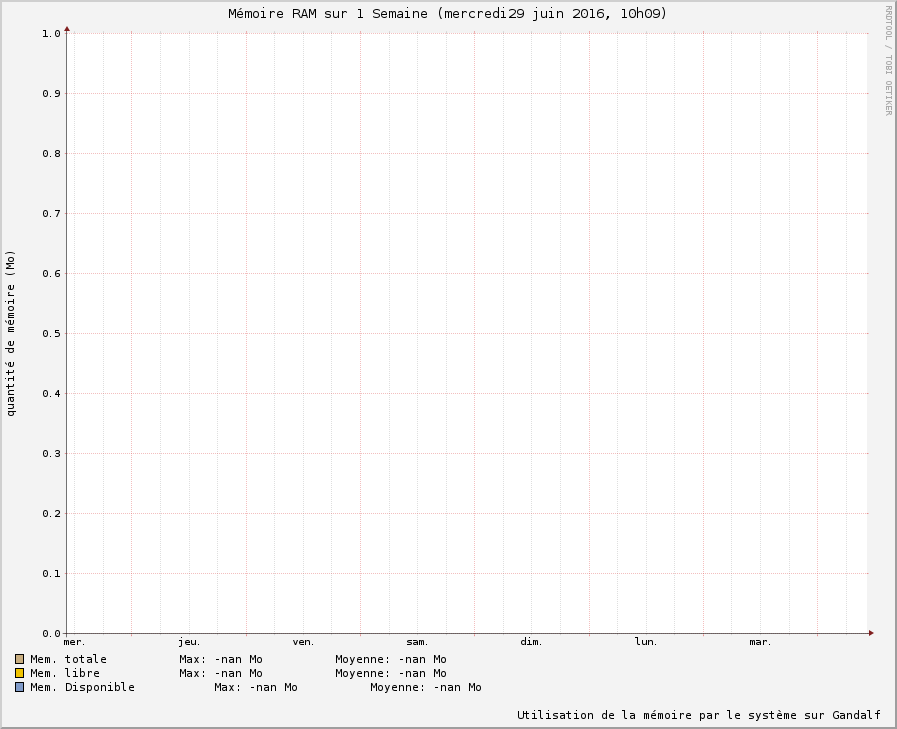 Mémoire RAM sur 1 Semaine (mercredi29 juin 2016, 10h09)
RRDTOOL / TOBI OETIKER
quantité de mémoire (Mo)
1.0
0.9
0.8
0.7
0.6
0.5
0.4
0.3
0.2
0.1
0.0
mer. jeu. ven. sam. dim. lun. mar.
Mem. totale Max: -nan Mo Moyenne: -nan Mo
Mem. libre Max: -nan Mo Moyenne: -nan Mo
Mem. Disponible Max: -nan Mo Moyenne: -nan Mo
Utilisation de la mémoire par le système sur Gandalf